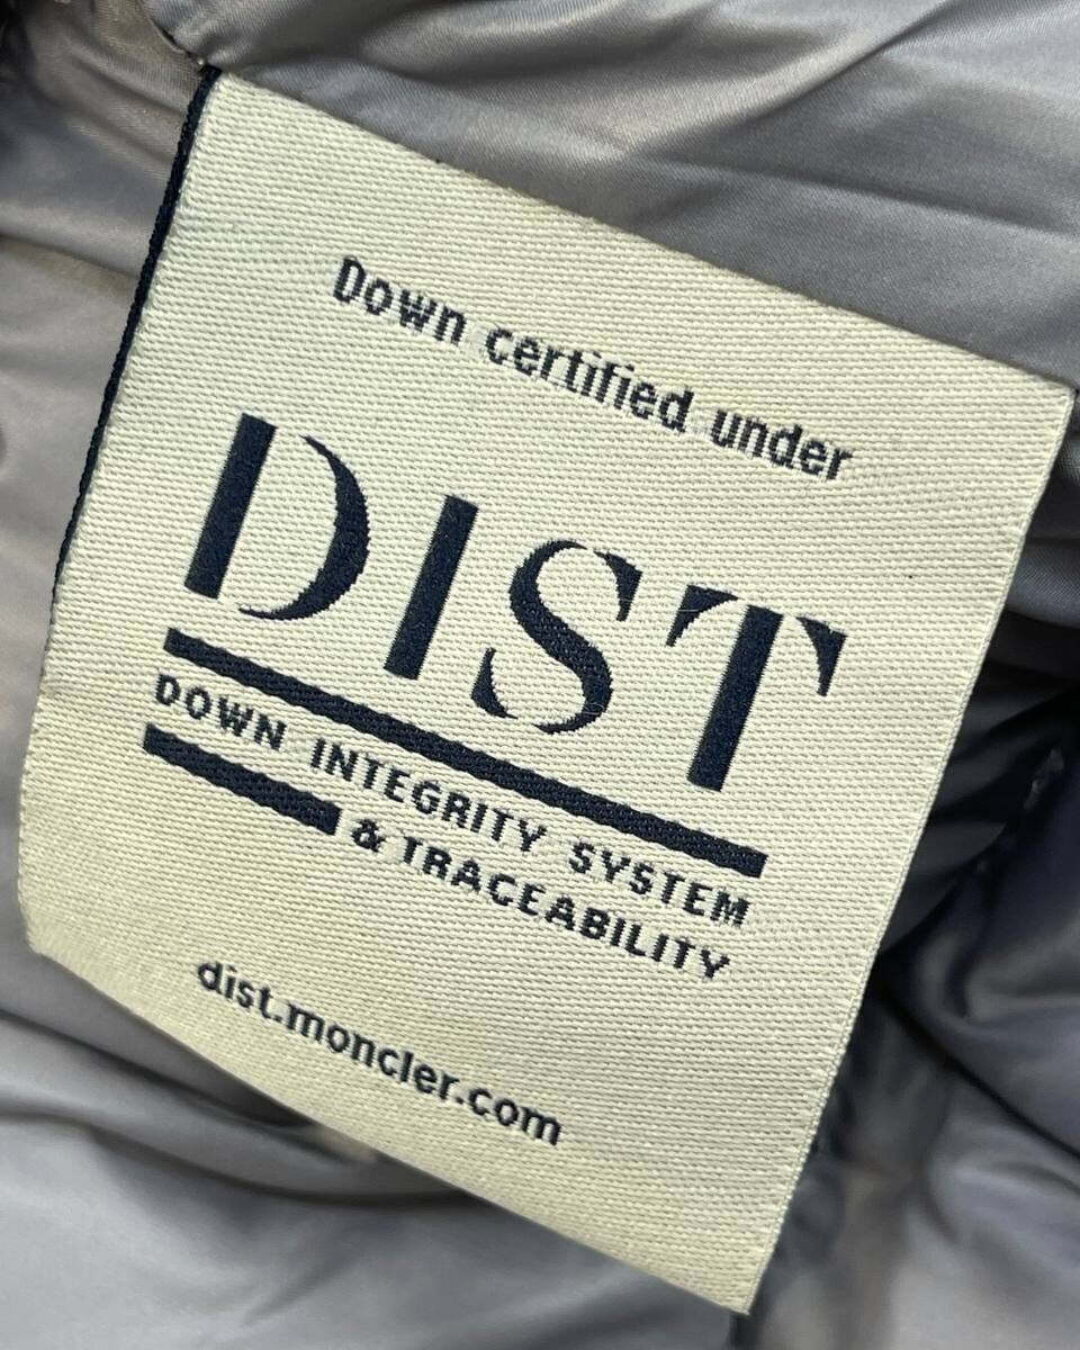 Down certified under
DIST
DOWN INTEGRITY SYSTEM
& TRACEABILITY
dist.moncler.com